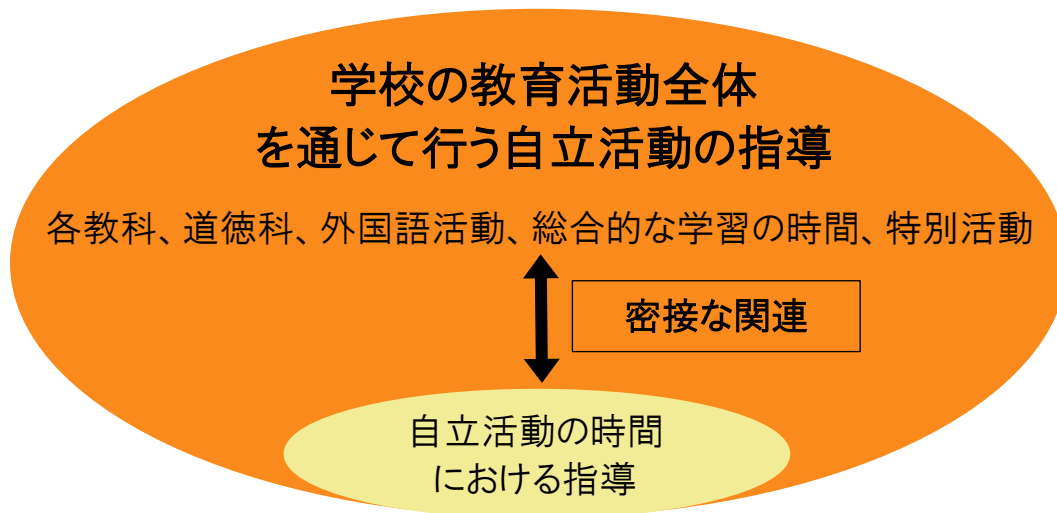 学校の教育活動全体
を通じて行う自立活動の指導
各教科、道徳科、外国語活動、総合的な学習の時間、特別活動
密接な関連
自立活動の時間
における指導